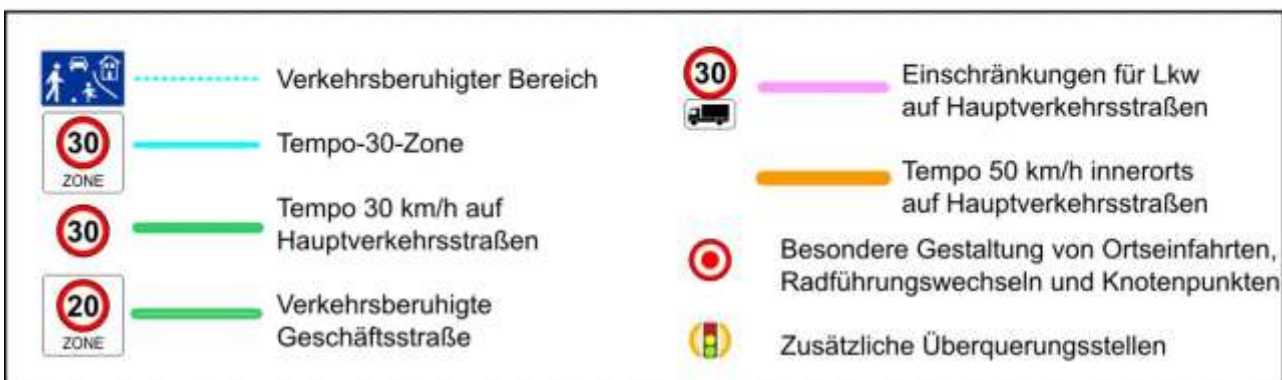 Verkehrsberuhigter Bereich
30
ZONE
Tempo-30-Zone
30
Tempo 30 km/h auf
Hauptverkehrsstraßen
20
ZONE
Verkehrsberuhigte
Geschäftsstraße
30
Einschränkungen für Lkw
auf Hauptverkehrsstraßen
Tempo 50 km/h innerorts
auf Hauptverkehrsstraßen
Besondere Gestaltung von Ortseinfahrten,
Radführungswechseln und Knotenpunkten
Zusätzliche Überquerungsstellen